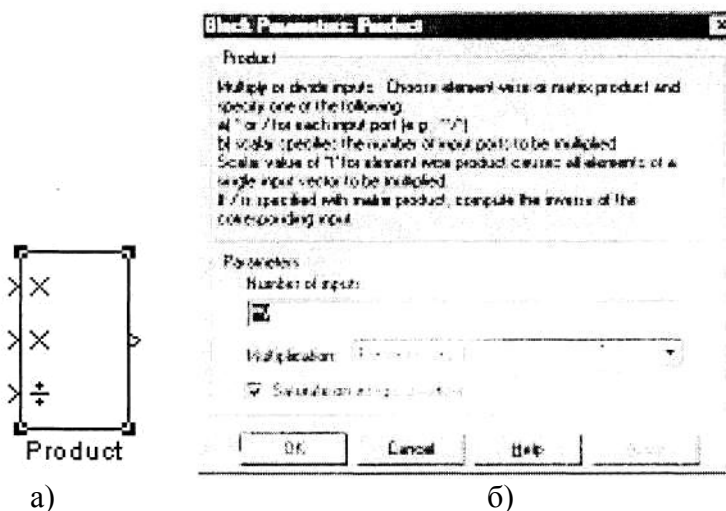 Block Parameters: Product
Product
Multiply or divide inputs. Choose element wise or matrix product and
specify one of the following:
a) * or / for each input port (e.g., "*/")
b) scalar specifies the number of input ports to be multiplied
Scalar value of "1" for element wise product causes all elements of a
single input vector to be multiplied.
If / is specified with matrix product, compute the inverse of the
corresponding input.
Parameters
Number of inputs
Multiplication:
Saturate on
OK Cancel Help
Product
а) б)